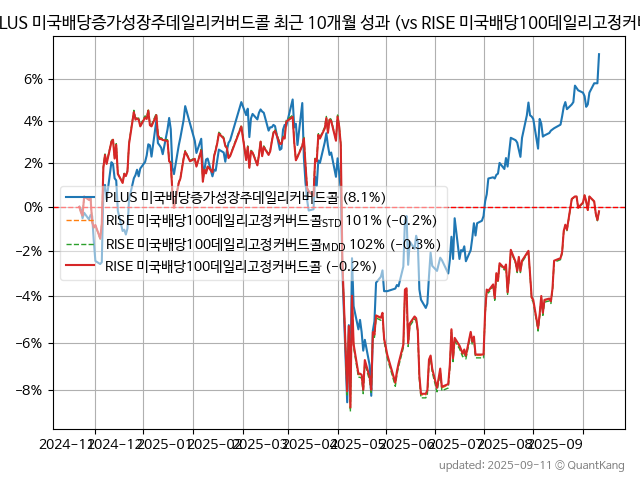 PLUS 미국배당증가성장주데일리커버드콜 최근 10개월 성과 (vs RISE 미국배당100데일리고정커버
6%
4%
2%
0%
−2%
−4%
−6%
−8%
PLUS 미국배당증가성장주데일리커버드콜 (8.1%)
RISE 미국배당100데일리고정커버드콜STD 101% (−0.2%)
RISE 미국배당100데일리고정커버드콜MDD 102% (−0.3%)
RISE 미국배당100데일리고정커버드콜 (−0.2%)
2024-11 2024-12 2025-01 2025-02 2025-03 2025-04 2025-05 2025-06 2025-07 2025-08 2025-09
updated: 2025-09-11 © QuantKang